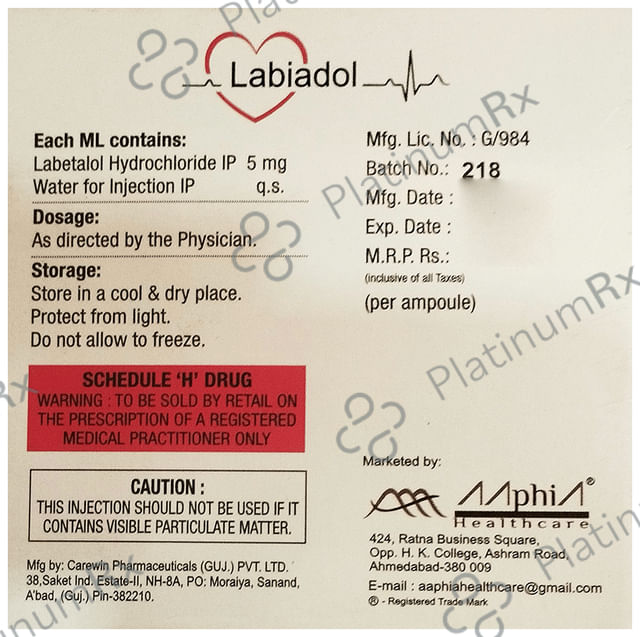 Labiadol
Each ML contains:
Labetalol Hydrochloride IP 5 mg
Water for Injection IP q.s.
Dosage:
As directed by the Physician.
Storage:
Store in a cool & dry place.
Protect from light.
Do not allow to freeze.
SCHEDULE 'H' DRUG
WARNING : TO BE SOLD BY RETAIL ON
THE PRESCRIPTION OF A REGISTERED
MEDICAL PRACTITIONER ONLY
CAUTION :
THIS INJECTION SHOULD NOT BE USED IF IT
CONTAINS VISIBLE PARTICULATE MATTER.
Mfg by: Carewin Pharmaceuticals (GUJ.) PVT. LTD.
38,Saket Ind. Estate-II, NH-8A, PO: Moraiya, Sanand,
A'bad, (Guj.) Pin-382210.
Mfg. Lic. No. : G/984
Batch No.: 218
Mfg. Date :
Exp. Date :
M.R.P. Rs.:
(inclusive of all Taxes)
(per ampoule)
Marketed by:
AAphiA®
Healthcare
424, Ratna Business Square,
Opp. H. K. College, Ashram Road,
Ahmedabad-380 009
E-mail : aaphiahealthcare@gmail.com
® - Registered Trade Mark
PlatinumRx
PlatinumRx
PlatinumRx
Rx
Platin
tinumRx